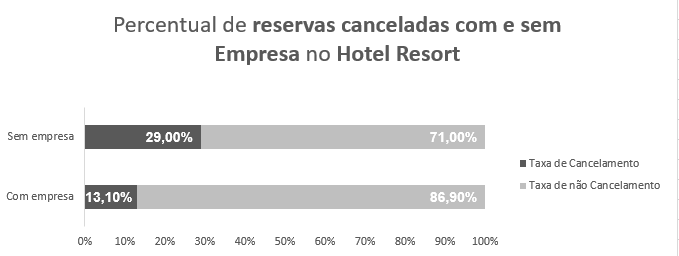 Percentual de reservas canceladas com e sem
Empresa no Hotel Resort
Sem empresa
29,00%
71,00%
Taxa de Cancelamento
Taxa de não Cancelamento
Com empresa
13,10%
86,90%
0% 10% 20% 30% 40% 50% 60% 70% 80% 90% 100%